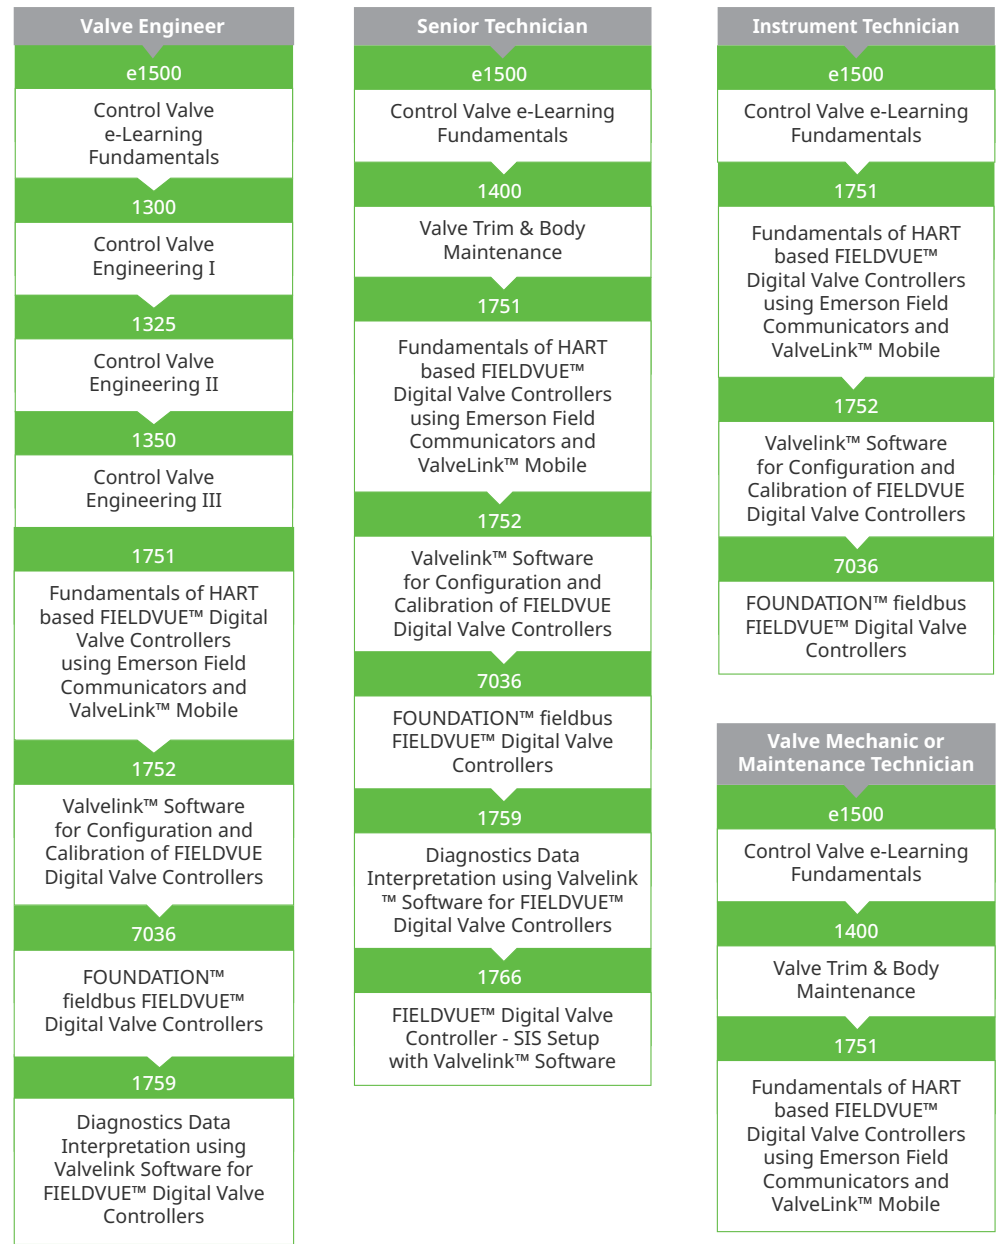 Valve Engineer
e1500
Control Valve
e-Learning
Fundamentals
1300
Control Valve
Engineering I
1325
Control Valve
Engineering II
1350
Control Valve
Engineering III
1751
Fundamentals of HART
based FIELDVUE™ Digital
Valve Controllers
using Emerson Field
Communicators and
ValveLink™ Mobile
1752
Valvelink™ Software
for Configuration and
Calibration of FIELDVUE
Digital Valve Controllers
7036
FOUNDATION™
fieldbus FIELDVUE™
Digital Valve Controllers
1759
Diagnostics Data
Interpretation using
Valvelink Software for
FIELDVUE™ Digital Valve
Controllers
Senior Technician
e1500
Control Valve e-Learning
Fundamentals
1400
Valve Trim & Body
Maintenance
1751
Fundamentals of HART
based FIELDVUE™
Digital Valve Controllers
using Emerson Field
Communicators and
ValveLink™ Mobile
1752
Valvelink™ Software
for Configuration and
Calibration of FIELDVUE
Digital Valve Controllers
7036
FOUNDATION™ fieldbus
FIELDVUE™ Digital Valve
Controllers
1759
Diagnostics Data
Interpretation using Valvelink
™ Software for FIELDVUE™
Digital Valve Controllers
1766
FIELDVUE™ Digital Valve
Controller - SIS Setup
with Valvelink™ Software
Instrument Technician
e1500
Control Valve e-Learning
Fundamentals
1751
Fundamentals of HART
based FIELDVUE™
Digital Valve Controllers
using Emerson Field
Communicators and
ValveLink™ Mobile
1752
Valvelink™ Software
for Configuration and
Calibration of FIELDVUE
Digital Valve Controllers
7036
FOUNDATION™ fieldbus
FIELDVUE™ Digital Valve
Controllers
Valve Mechanic or
Maintenance Technician
e1500
Control Valve e-Learning
Fundamentals
1400
Valve Trim & Body
Maintenance
1751
Fundamentals of HART
based FIELDVUE™
Digital Valve Controllers
using Emerson Field
Communicators and
ValveLink™ Mobile